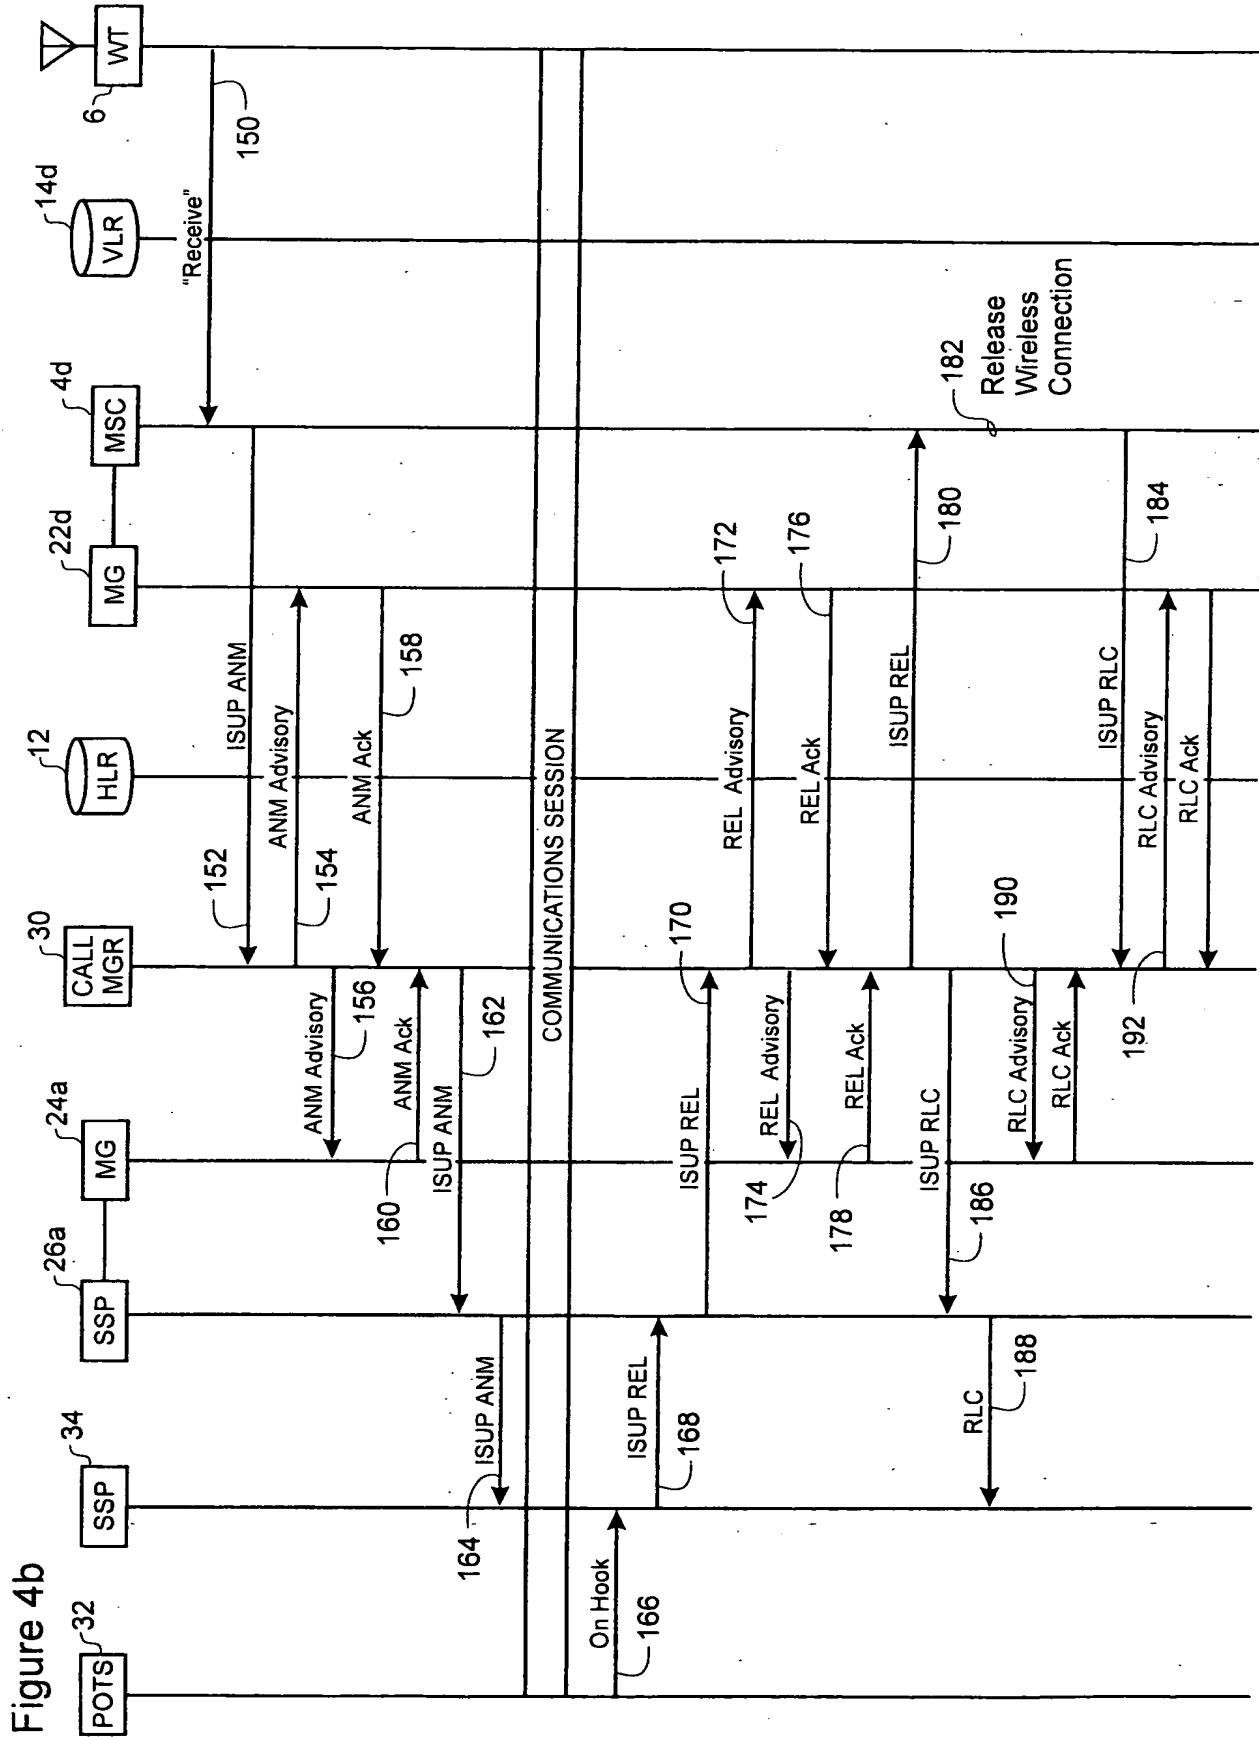 Figure 4b
POTS
32
SSP
34
SSP
26a
MG
24a
CALL
MGR
30
HLR
12
MG
22d
MSC
4d
VLR
14d
WT
6
"Receive"
150
ISUP ANM
152
ANM Advisory
154
ANM Advisory
156
ANM Ack
158
ANM Ack
160
ISUP ANM
162
ISUP ANM
164
COMMUNICATIONS SESSION
On Hook
166
ISUP REL
168
ISUP REL
170
REL Advisory
172
REL Advisory
174
REL Ack
176
REL Ack
178
ISUP REL
180
182
Release
Wireless
Connection
ISUP RLC
186
RLC
188
RLC Advisory
190
RLC Ack
ISUP RLC
184
RLC Advisory
192
RLC Ack